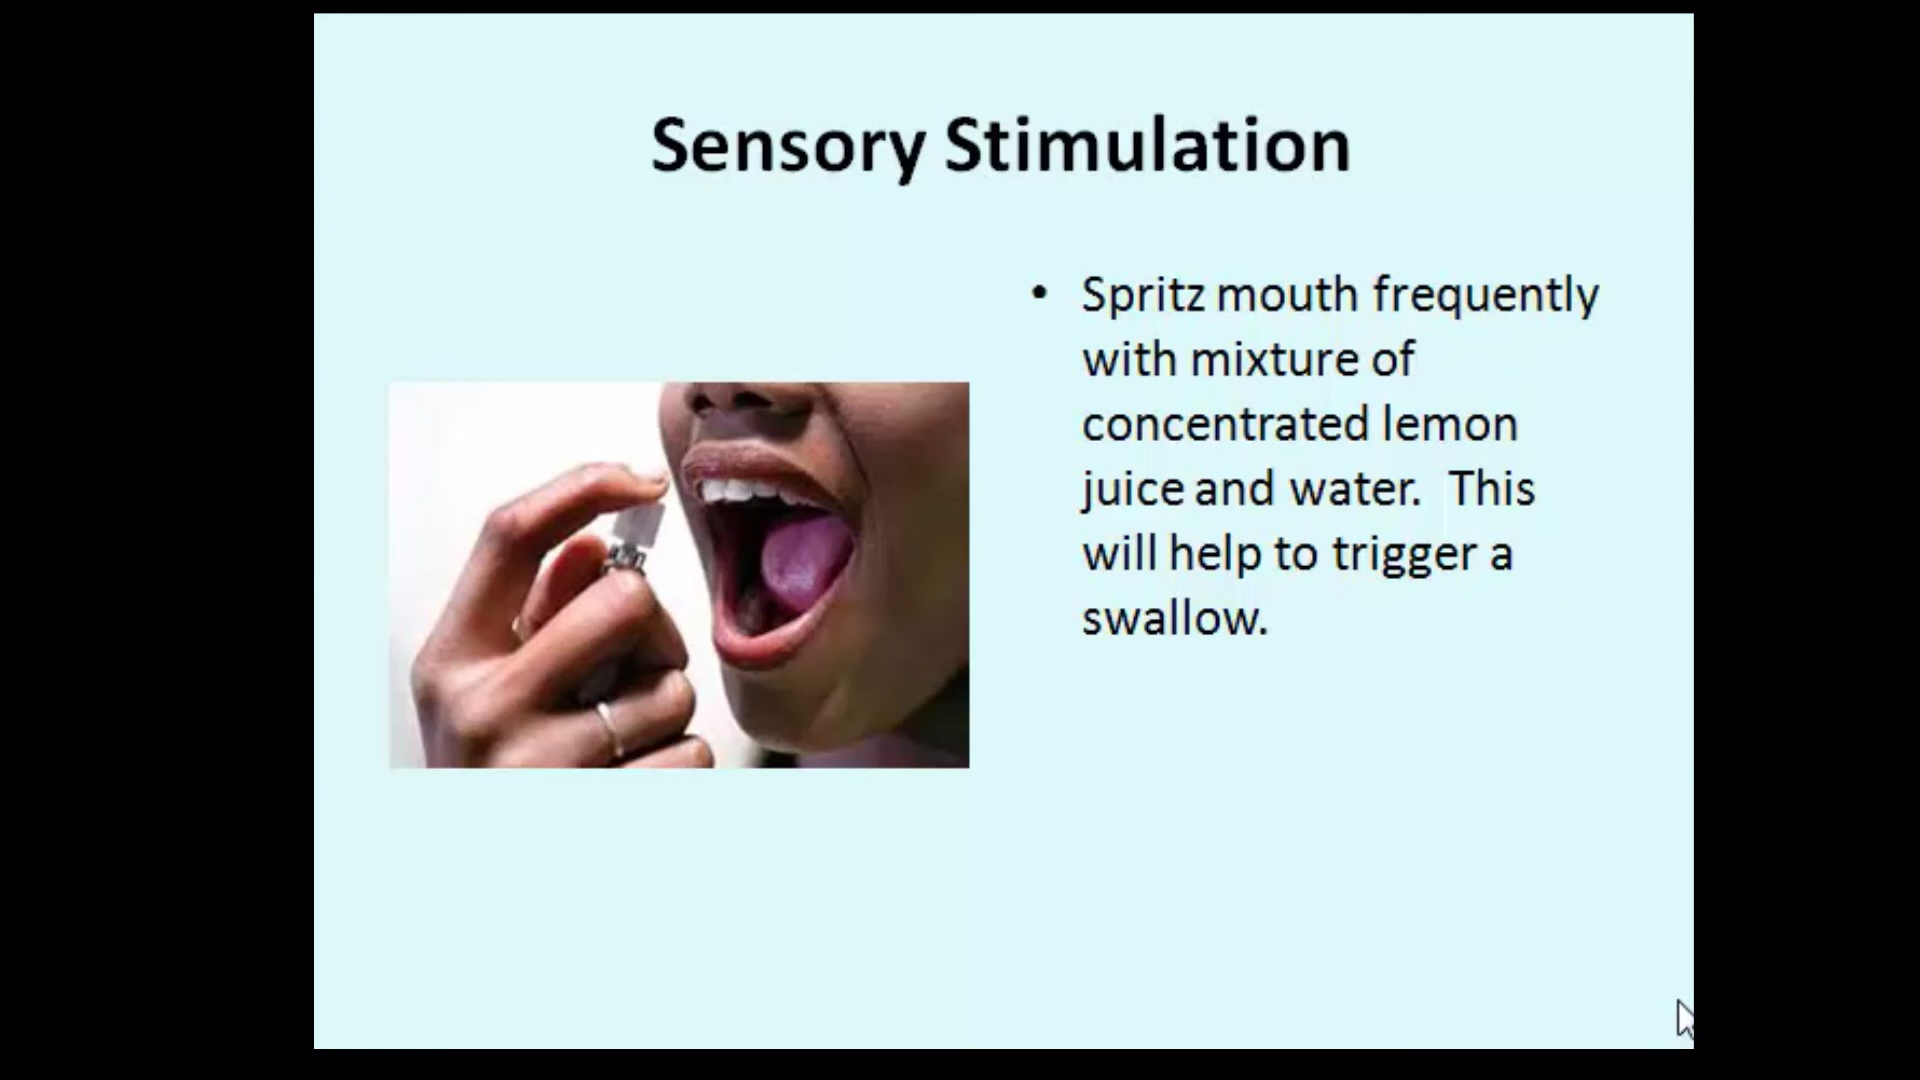 Sensory Stimulation
• Spritz mouth frequently
with mixture of
concentrated lemon
juice and water.  This
will help to trigger a
swallow.